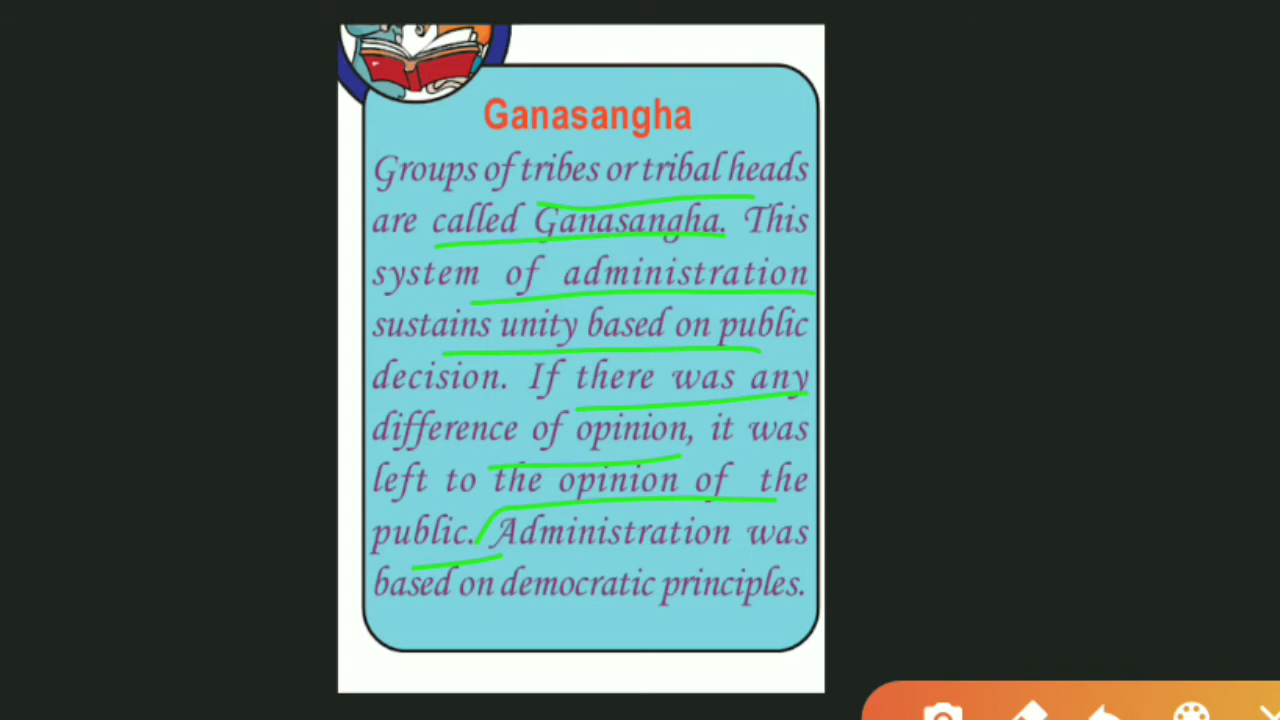 Ganasangha
Groups of tribes or tribal heads
are called Ganasangha. This
system of administration
sustains unity based on public
decision. If there was any
difference of opinion, it was
left to the opinion of the
public. Administration was
based on democratic principles.